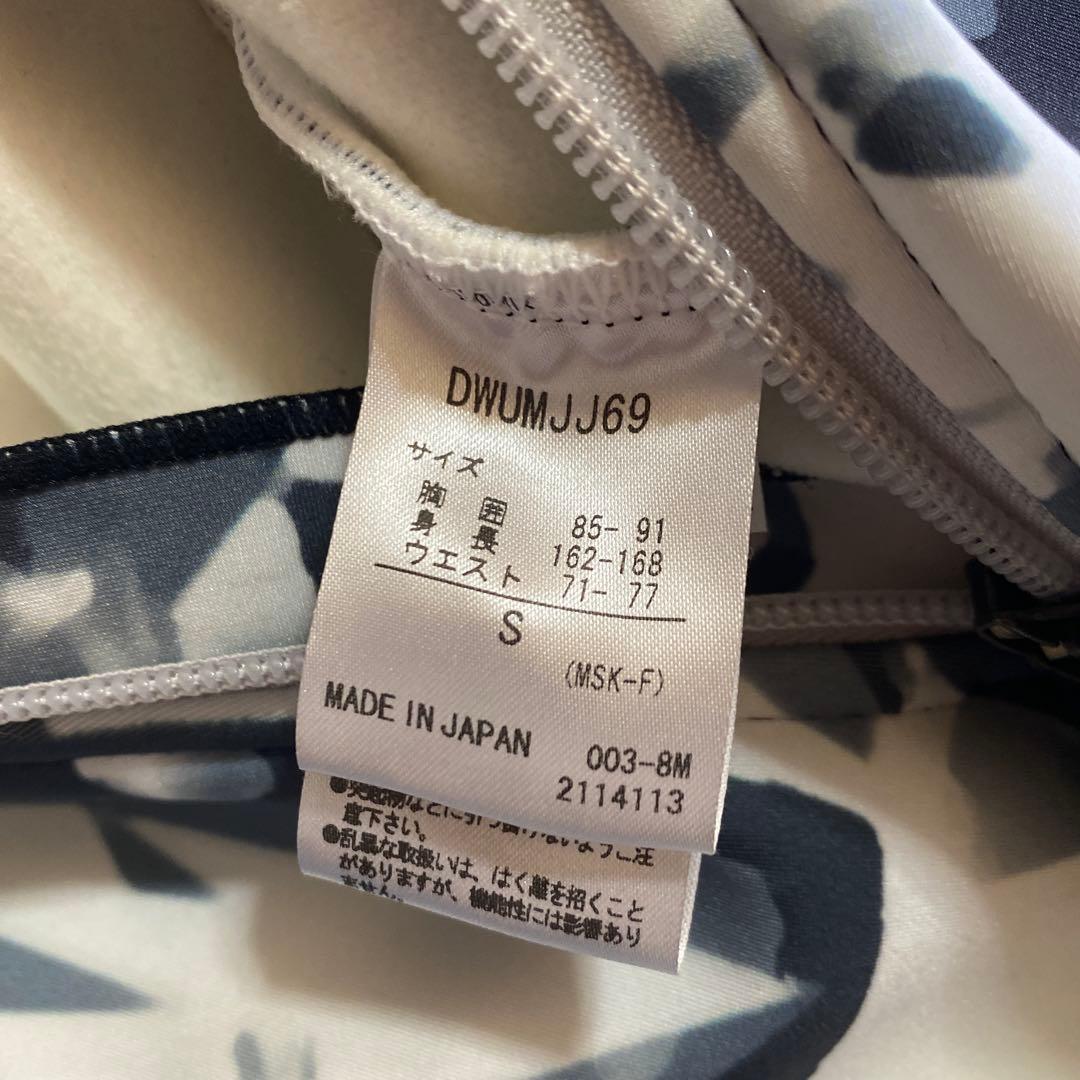 DWUMJJ69
サイズ
胸囲 85- 91
身長 162-168
ウエスト 71- 77
S
(MSK-F)
MADE IN JAPAN 003-8M
2114113
意下さい。
●乱暴な取扱いは、はく離を招くこと
がありますが、機能性には影響あり